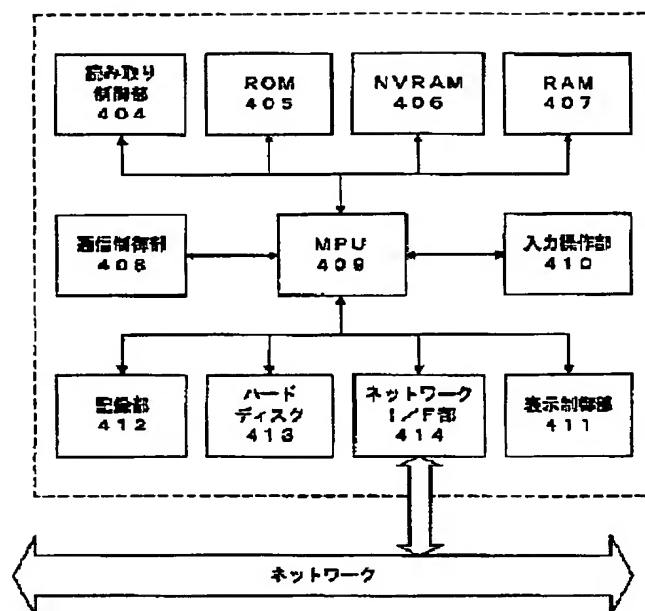 読み取り
制御部
404
ROM
405
NVRAM
406
RAM
407
通信制御部
408
MPU
409
入力操作部
410
記録部
412
ハード
ディスク
413
ネットワーク
I/F部
414
表示制御部
411
ネットワーク